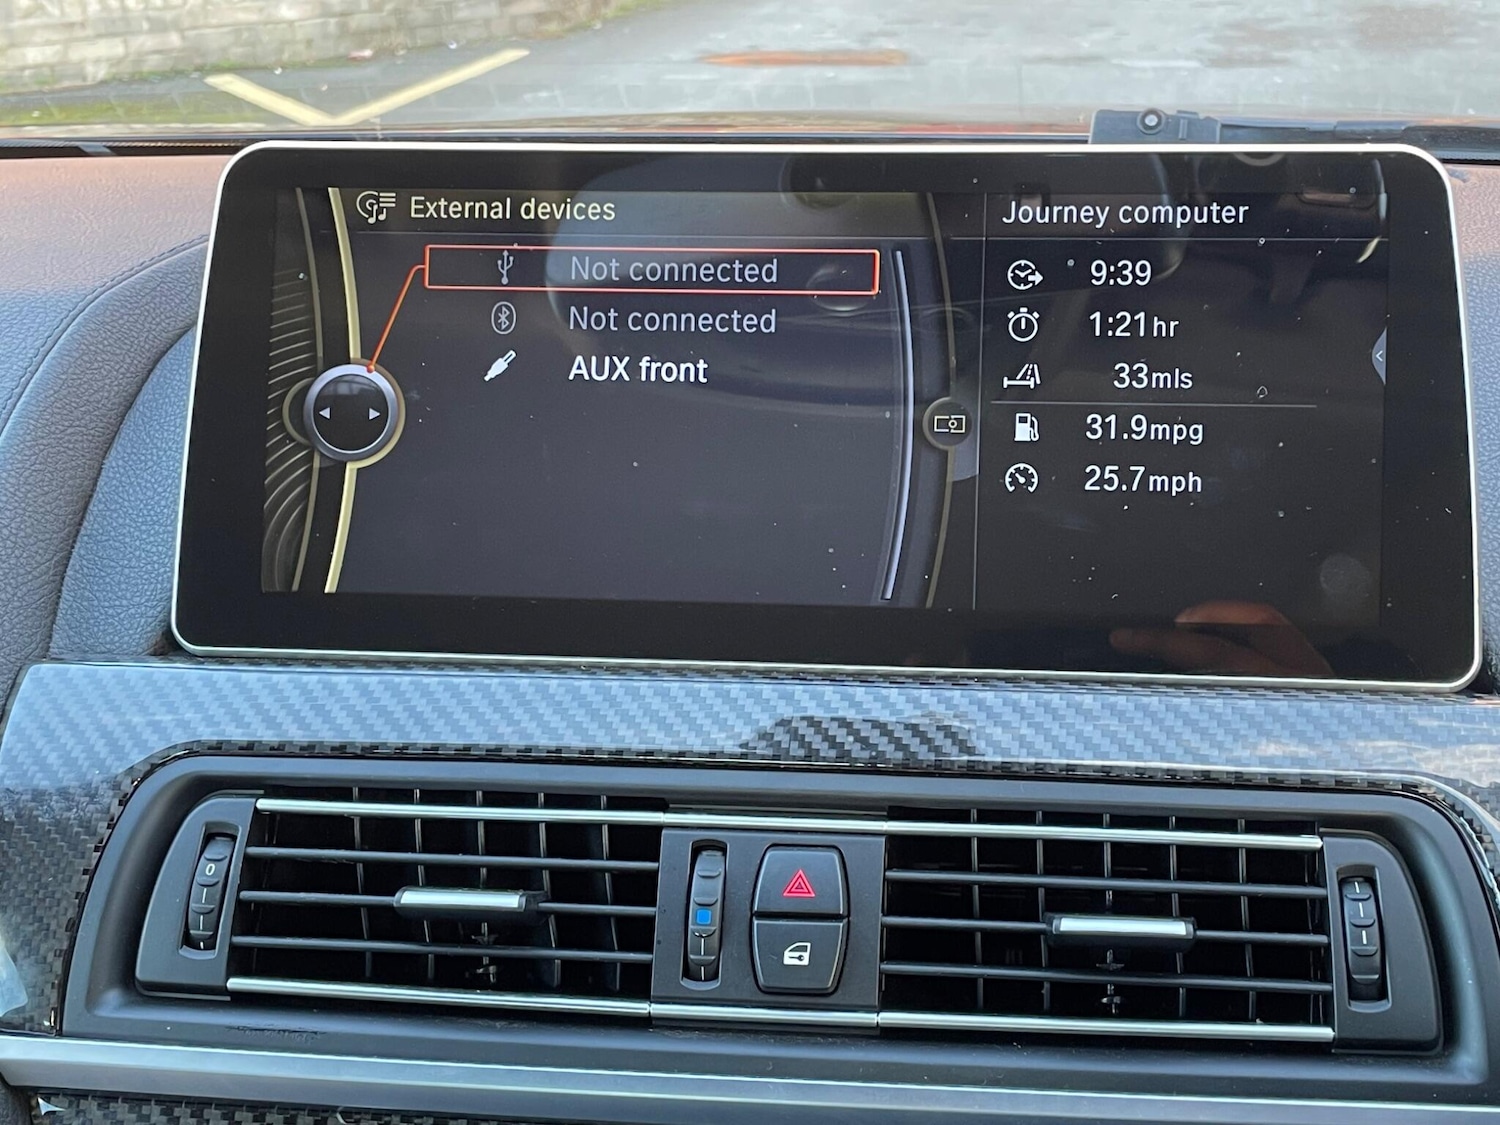 External devices
Not connected
Not connected
AUX front
Journey computer
9:39
1:21hr
33mls
31.9mpg
25.7mph
0